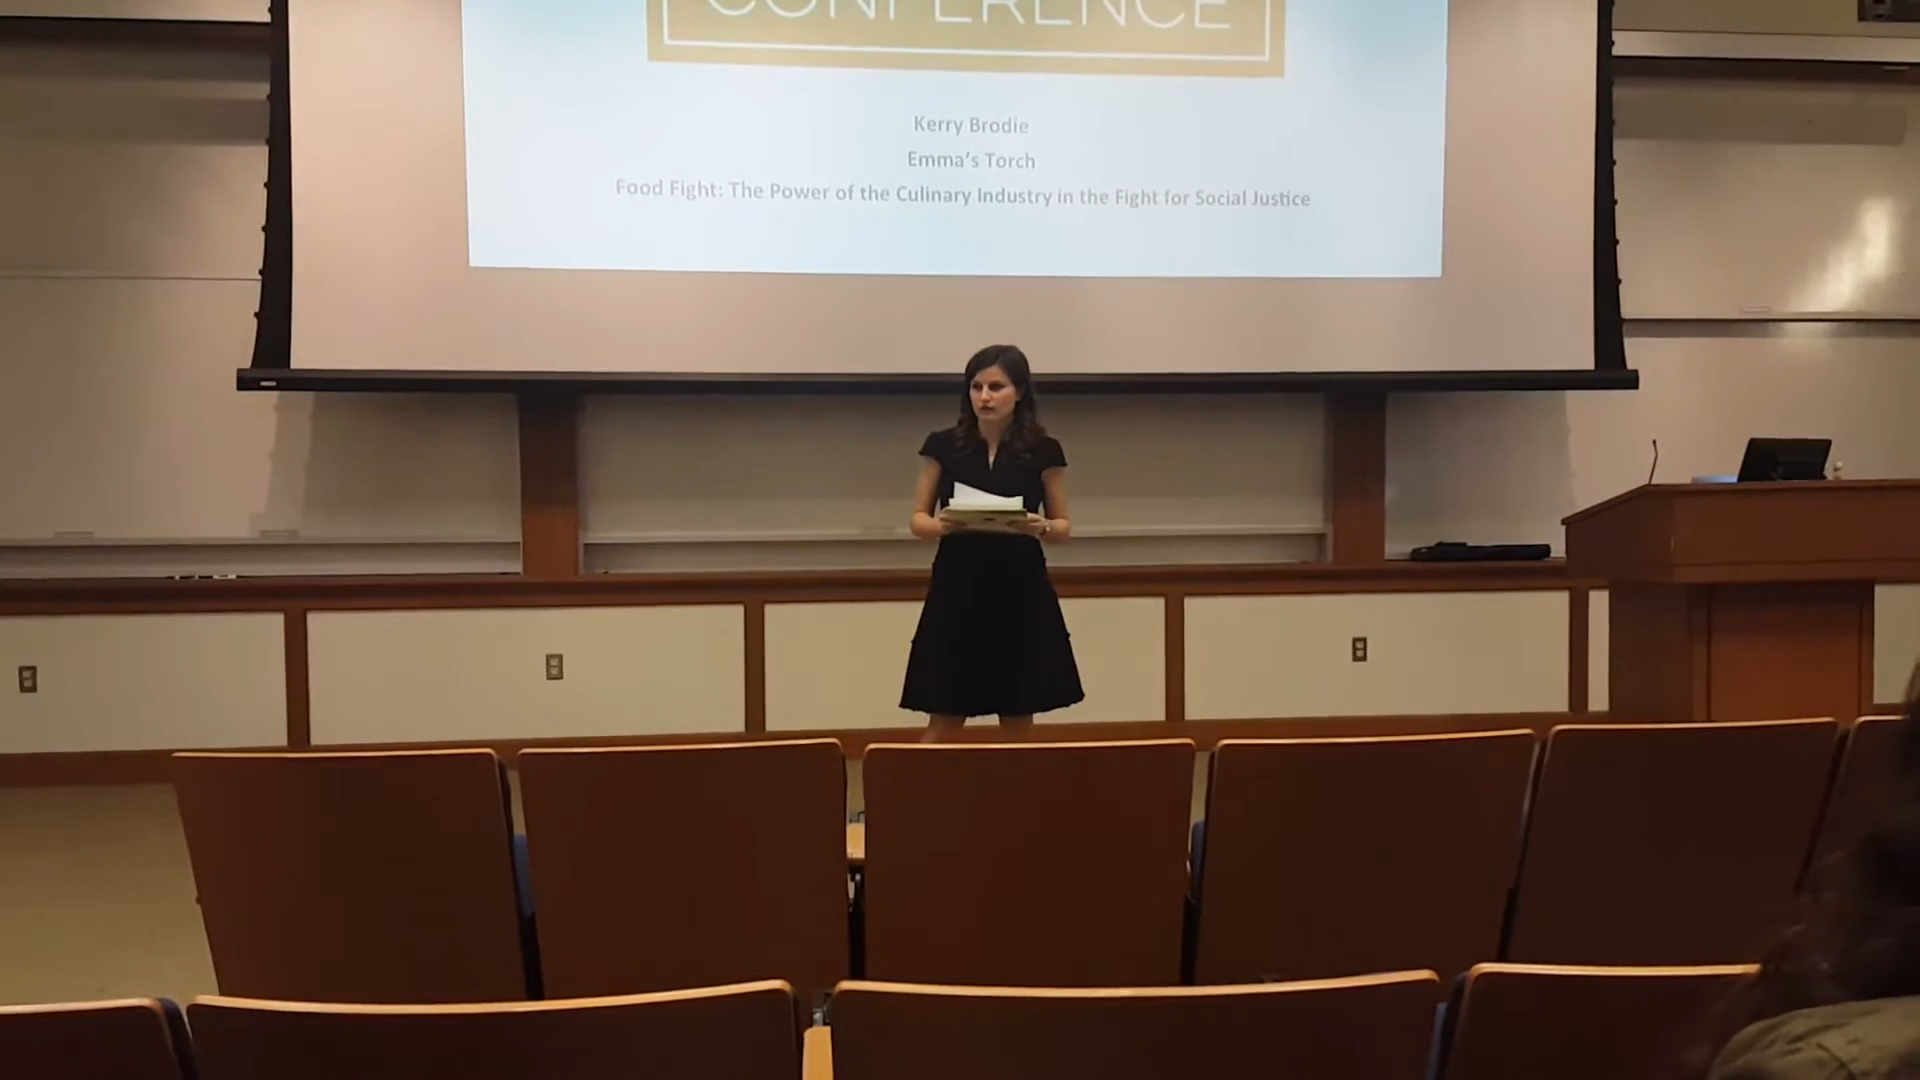 CONFERENCE
Kerry Brodie
Emma's Torch
Food Fight: The Power of the Culinary Industry in the Fight for Social Justice